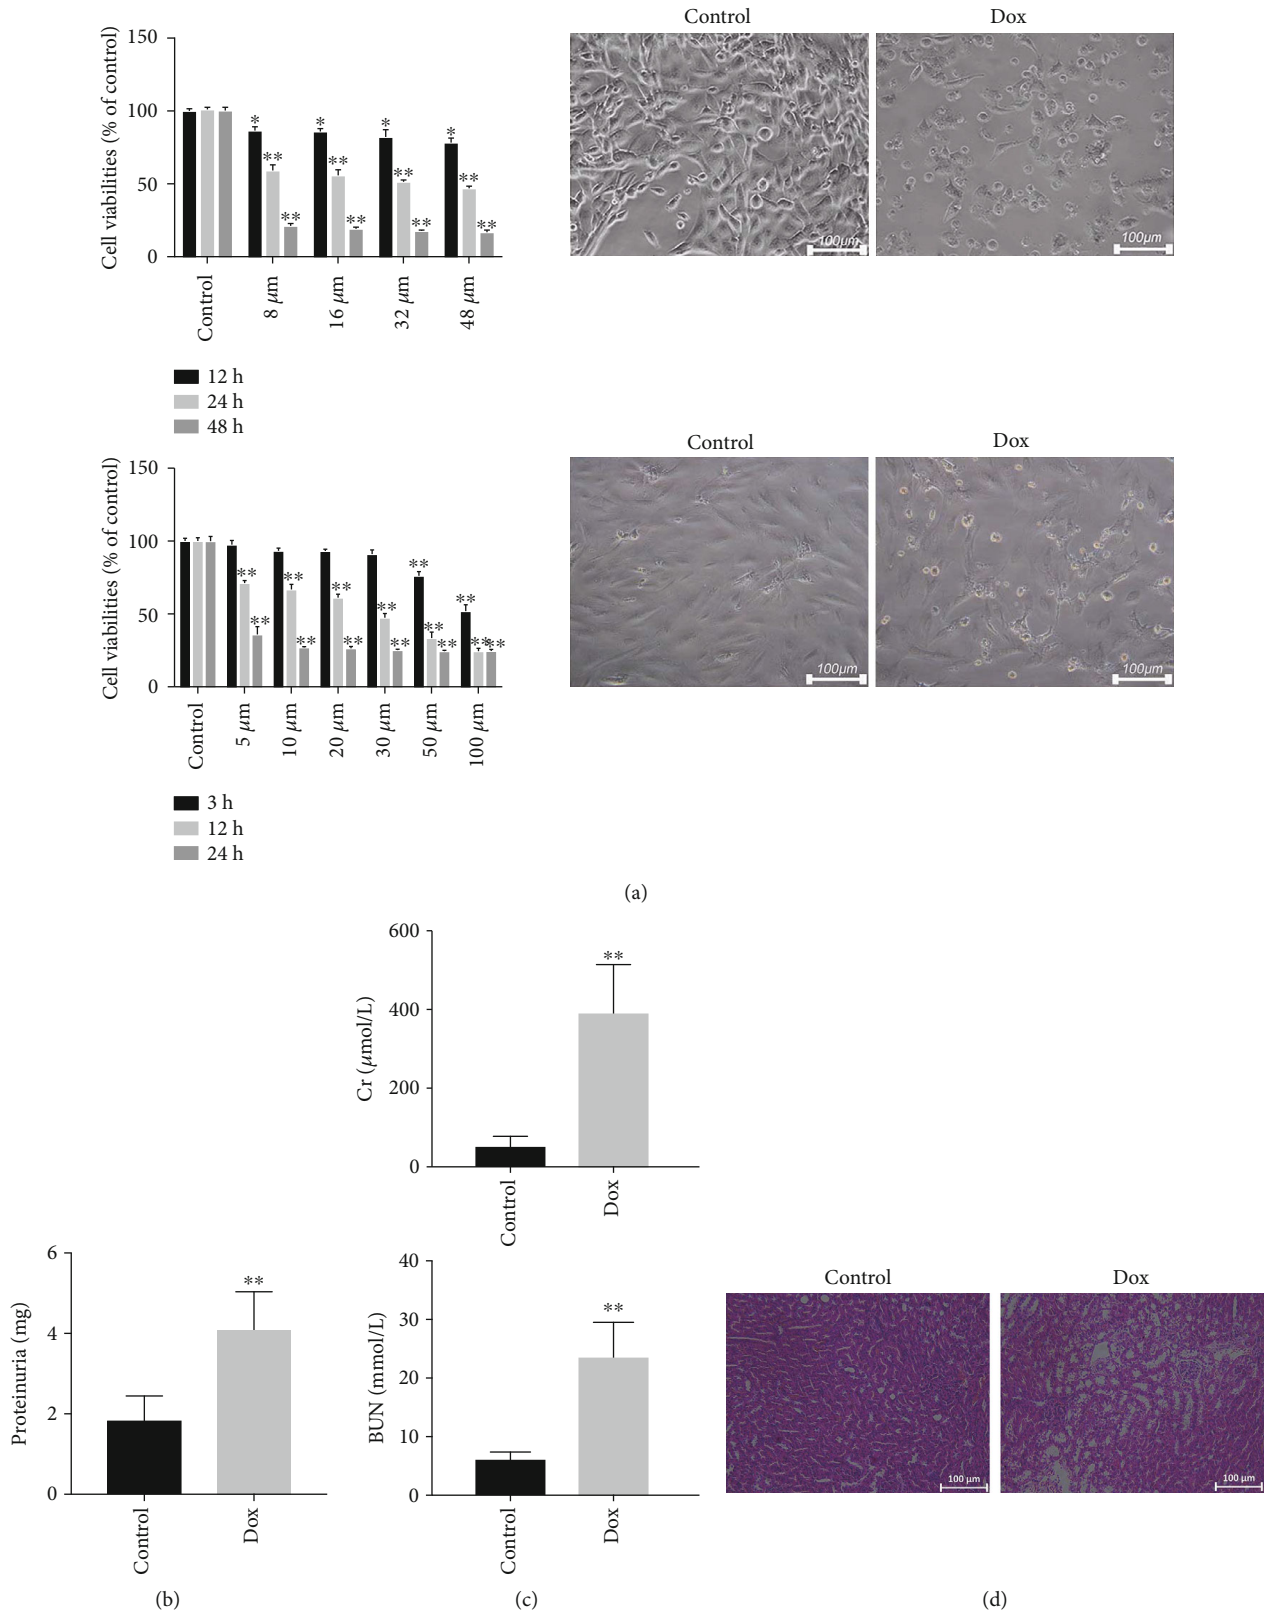 Cell viabilities (% of control)
150
100
50
0
* * * *
** ** ** **
** ** ** **
Control
8 μm
16 μm
32 μm
48 μm
12 h
24 h
48 h
Control
Dox
100μm
100μm
Cell viabilities (% of control)
150
100
50
0
** **
** ** ** ** ** **
** ** ** ** ** **
Control
5 μm
10 μm
20 μm
30 μm
50 μm
100 μm
3 h
12 h
24 h
Control
Dox
100μm
100μm
(a)
Proteinuria (mg)
6
4
2
0
**
Control
Dox
(b)
Cr (μmol/L)
600
400
200
0
**
Control
Dox
BUN (mmol/L)
40
30
20
10
0
**
Control
Dox
(c)
Control
Dox
100 μm
100 μm
(d)